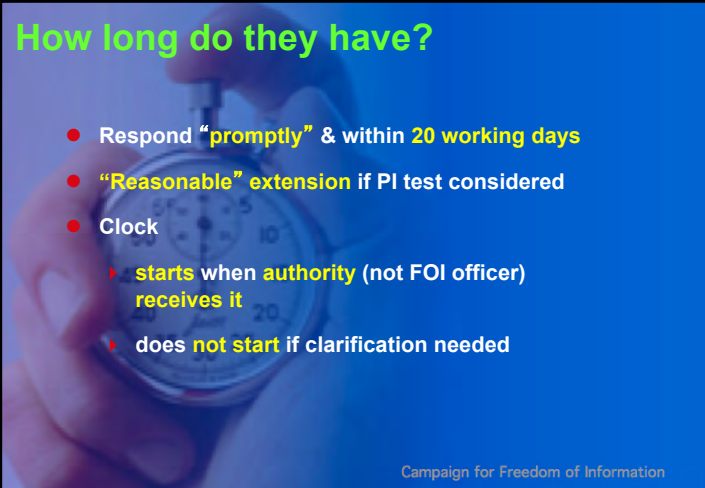 How long do they have?
Respond “promptly” & within 20 working days
“Reasonable” extension if PI test considered
Clock
starts when authority (not FOI officer)
receives it
does not start if clarification needed
Campaign for Freedom of Information